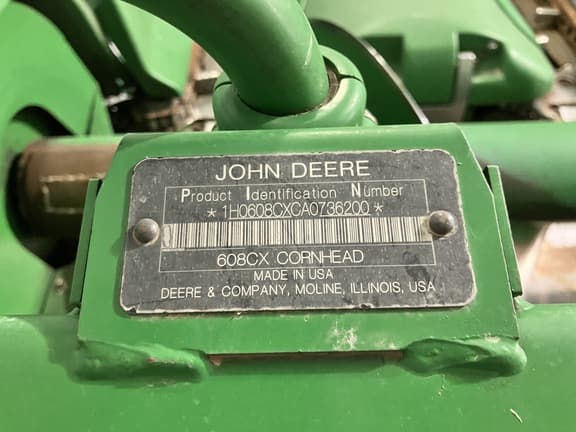 JOHN DEERE
Product Identification Number
*1H0608CXCA0736200*
608CX CORNHEAD
MADE IN USA
DEERE & COMPANY, MOLINE, ILLINOIS, USA